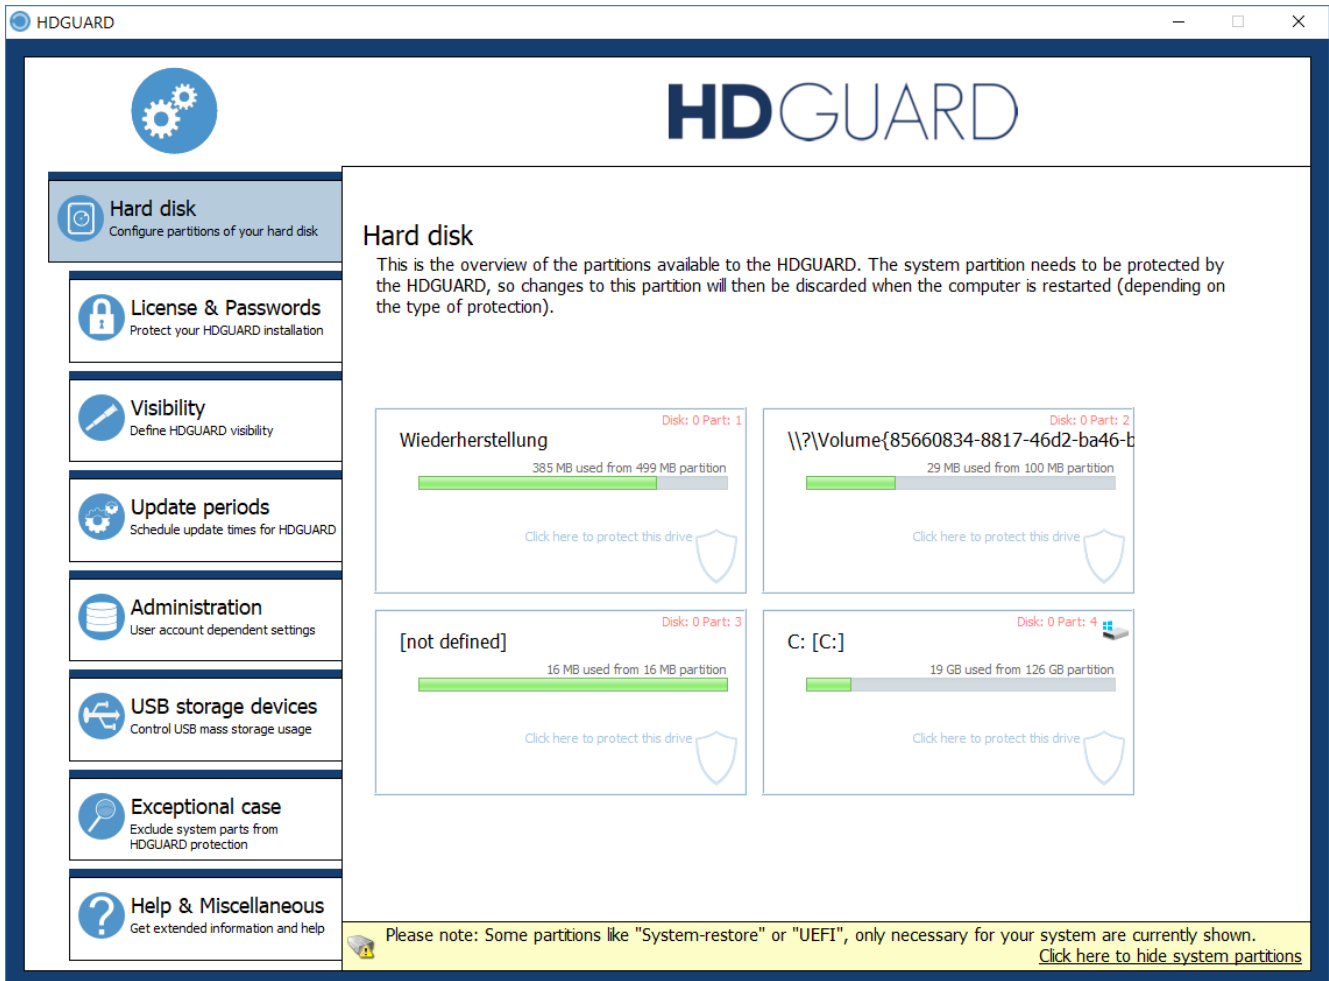 HDGUARD
HDGUARD
Hard disk
Configure partitions of your hard disk
License & Passwords
Protect your HDGUARD installation
Visibility
Define HDGUARD visibility
Update periods
Schedule update times for HDGUARD
Administration
User account dependent settings
USB storage devices
Control USB mass storage usage
Exceptional case
Exclude system parts from
HDGUARD protection
Help & Miscellaneous
Get extended information and help
Hard disk
This is the overview of the partitions available to the HDGUARD. The system partition needs to be protected by
the HDGUARD, so changes to this partition will then be discarded when the computer is restarted (depending on
the type of protection).
Disk: 0 Part: 1
Wiederherstellung
385 MB used from 499 MB partition
Click here to protect this drive
Disk: 0 Part: 2
\\?\Volume{85660834-8817-46d2-ba46-b
29 MB used from 100 MB partition
Click here to protect this drive
Disk: 0 Part: 3
[not defined]
16 MB used from 16 MB partition
Click here to protect this drive
Disk: 0 Part: 4
C: [C:]
19 GB used from 126 GB partition
Click here to protect this drive
Please note: Some partitions like "System-restore" or "UEFI", only necessary for your system are currently shown.
Click here to hide system partitions